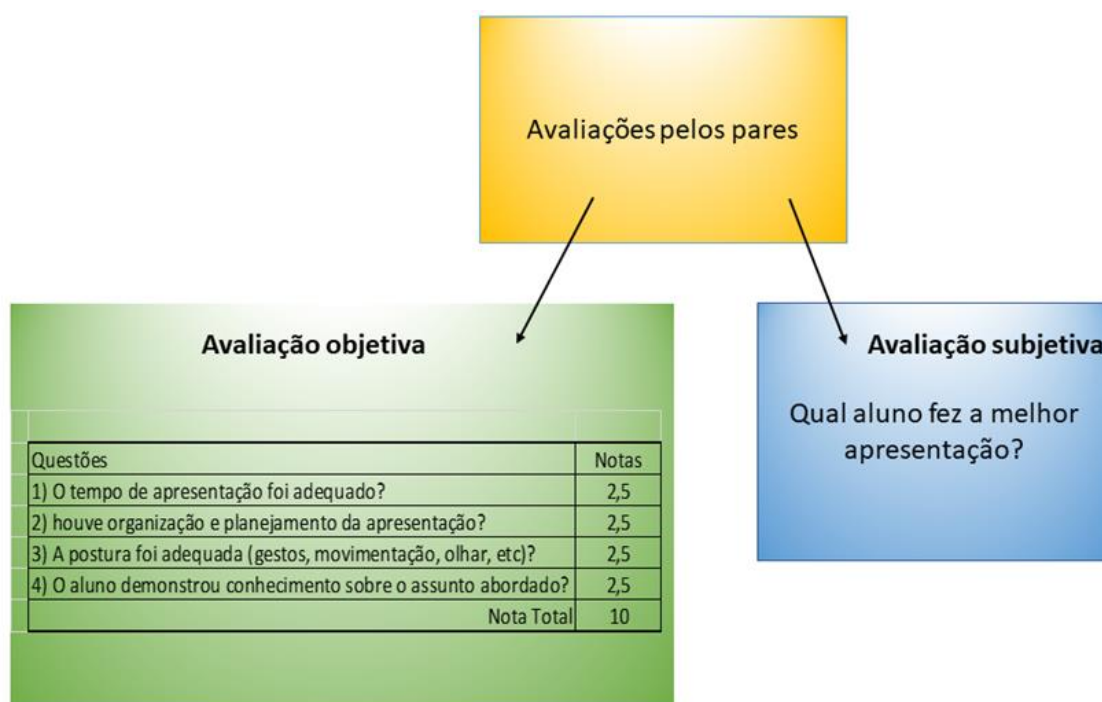 Avaliações pelos pares
Avaliação objetiva
Questões Notas
1) O tempo de apresentação foi adequado? 2,5
2) houve organização e planejamento da apresentação? 2,5
3) A postura foi adequada (gestos, movimentação, olhar, etc)? 2,5
4) O aluno demonstrou conhecimento sobre o assunto abordado? 2,5
Nota Total 10
Avaliação subjetiva
Qual aluno fez a melhor
apresentação?